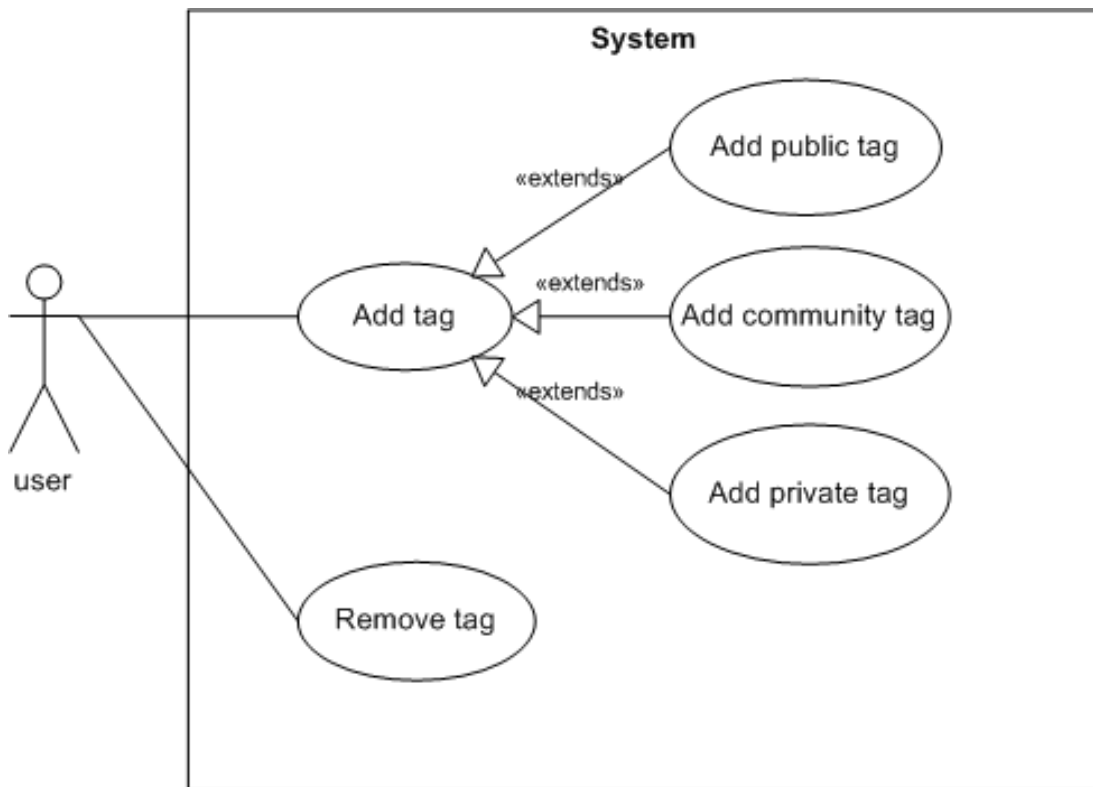 System
Add public tag
«extends»
«extends»
Add tag
Add community tag
«extends»
user
Add private tag
Remove tag